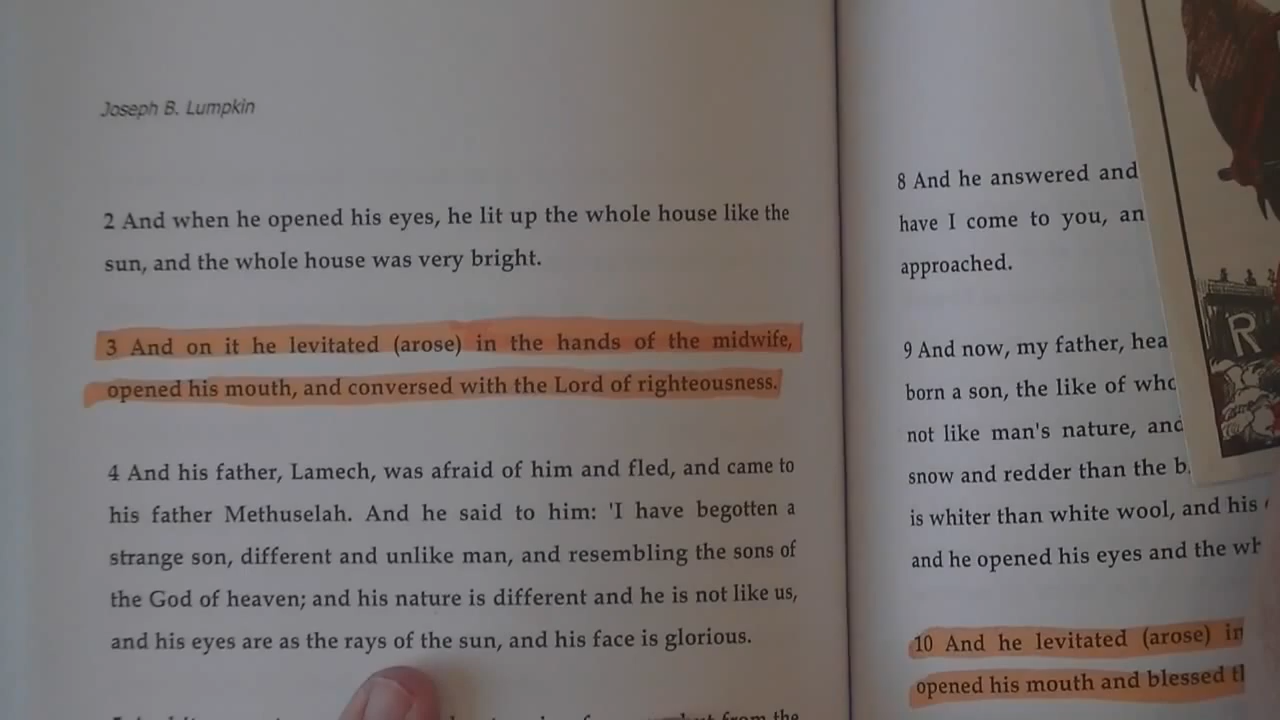 Joseph B. Lumpkin
2 And when he opened his eyes, he lit up the whole house like the
sun, and the whole house was very bright.
3 And on it he levitated (arose) in the hands of the midwife,
opened his mouth, and conversed with the Lord of righteousness.
4 And his father, Lamech, was afraid of him and fled, and came to
his father Methuselah. And he said to him: 'I have begotten a
strange son, different and unlike man, and resembling the sons of
the God of heaven; and his nature is different and he is not like us,
and his eyes are as the rays of the sun, and his face is glorious.
from the
8 And he answered and
have I come to you, an
approached.
9 And now, my father, hea
born a son, the like of who
not like man's nature, and
snow and redder than the b
is whiter than white wool, and his
and he opened his eyes and the wh
10 And he levitated (arose) in
opened his mouth and blessed th
R